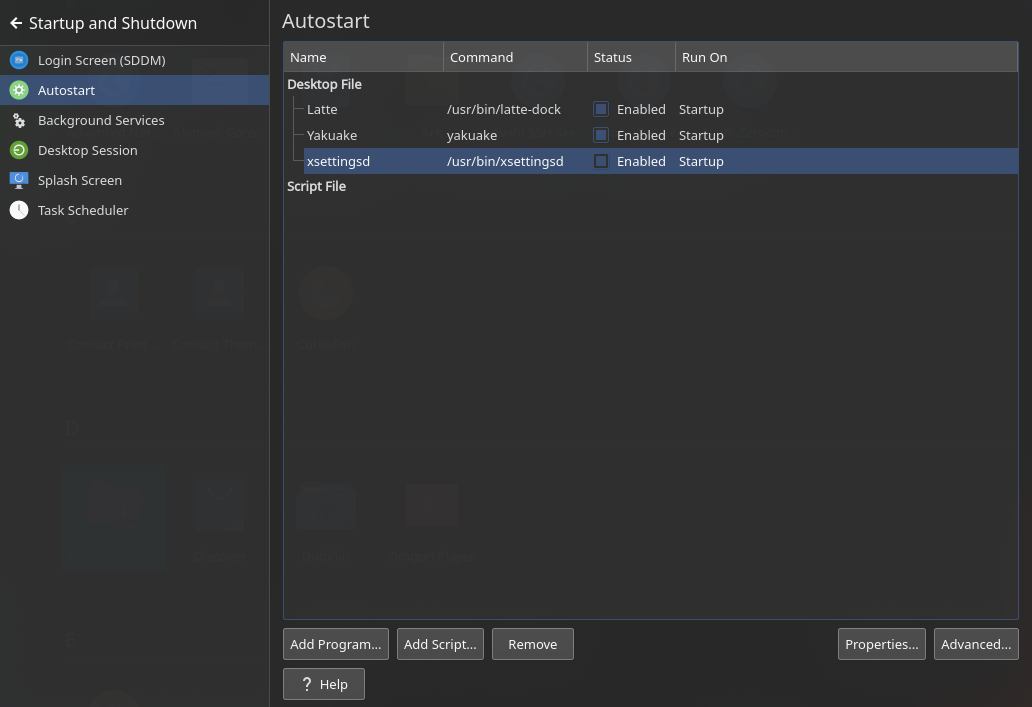 Startup and Shutdown
Login Screen (SDDM)
Autostart
Background Services
Desktop Session
Splash Screen
Task Scheduler
Autostart
Name Command Status Run On
Desktop File
Latte /usr/bin/latte-dock Enabled Startup
Yakuake yakuake Enabled Startup
xsettingsd /usr/bin/xsettingsd Enabled Startup
Script File
Add Program... Add Script... Remove Properties... Advanced...
? Help